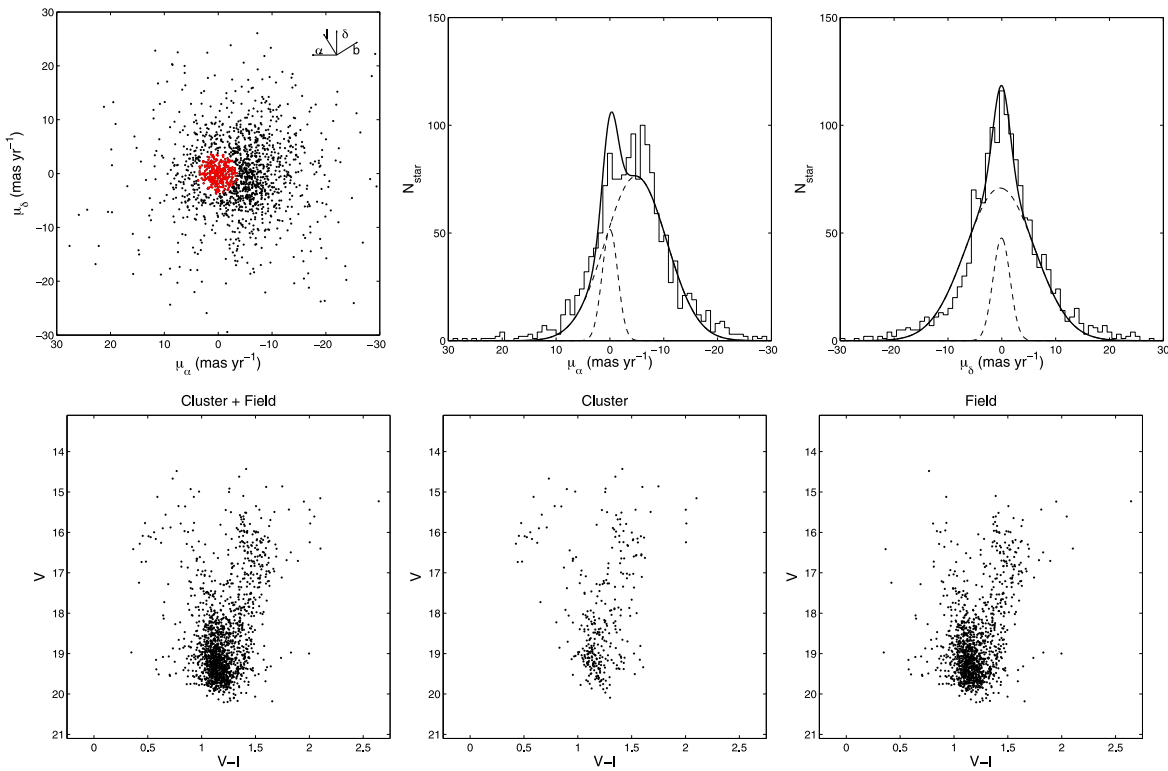 30
20
10
0
−10
−20
−30
30 20 10 0 −10 −20 −30
μδ (mas yr−1)
μα (mas yr−1)
l δ
α b
150
100
50
0
30 20 10 0 −10 −20 −30
Nstar
μα (mas yr−1)
150
100
50
0
−30 −20 −10 0 10 20 30
Nstar
μδ (mas yr−1)
Cluster + Field
14
15
16
17
18
19
20
21
0 0.5 1 1.5 2 2.5
V
V−I
Cluster
14
15
16
17
18
19
20
21
0 0.5 1 1.5 2 2.5
V
V−I
Field
14
15
16
17
18
19
20
21
0 0.5 1 1.5 2 2.5
V
V−I